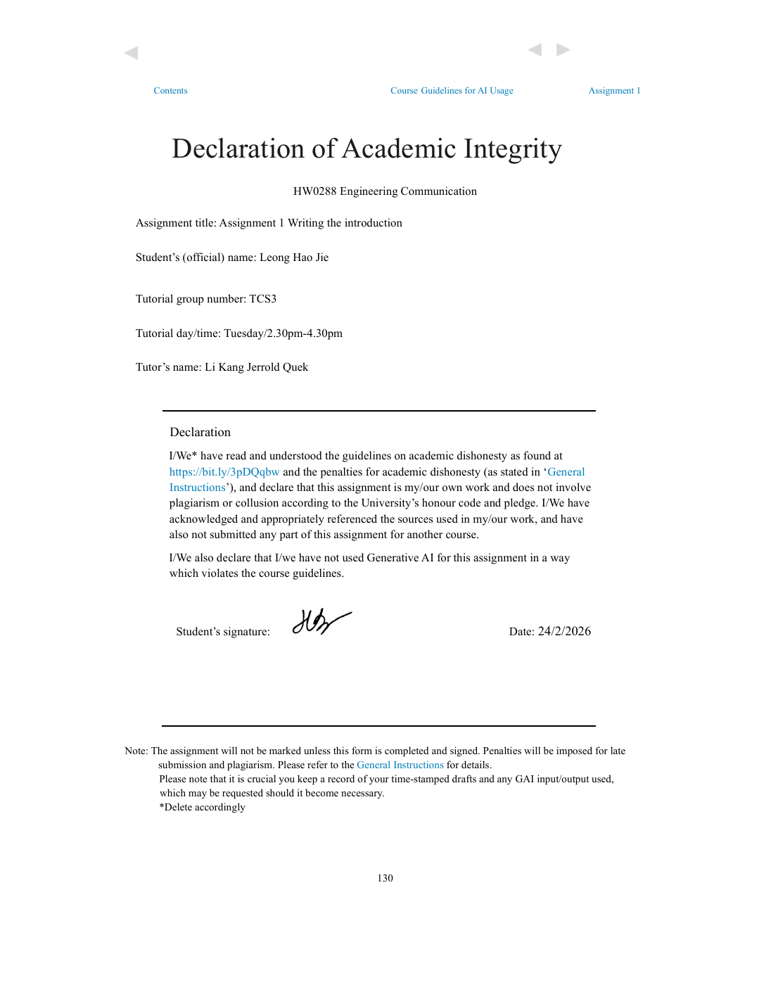 Contents Course Guidelines for AI Usage Assignment 1
Declaration of Academic Integrity
HW0288 Engineering Communication
Assignment title: Assignment 1 Writing the introduction
Student’s (official) name: Leong Hao Jie
Tutorial group number: TCS3
Tutorial day/time: Tuesday/2.30pm-4.30pm
Tutor’s name: Li Kang Jerrold Quek
Declaration
I/We* have read and understood the guidelines on academic dishonesty as found at
https://bit.ly/3pDQqbw and the penalties for academic dishonesty (as stated in ‘General
Instructions’), and declare that this assignment is my/our own work and does not involve
plagiarism or collusion according to the University’s honour code and pledge. I/We have
acknowledged and appropriately referenced the sources used in my/our work, and have
also not submitted any part of this assignment for another course.
I/We also declare that I/we have not used Generative AI for this assignment in a way
which violates the course guidelines.
Student’s signature: Date: 24/2/2026
Note: The assignment will not be marked unless this form is completed and signed. Penalties will be imposed for late
submission and plagiarism. Please refer to the General Instructions for details.
Please note that it is crucial you keep a record of your time-stamped drafts and any GAI input/output used,
which may be requested should it become necessary.
*Delete accordingly
130